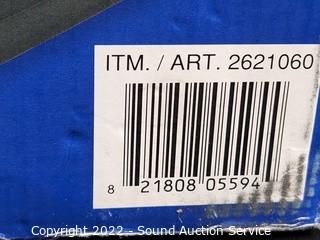 ITM. / ART. 2621060
8 21808 05594
Copyright 2022 - Sound Auction Service